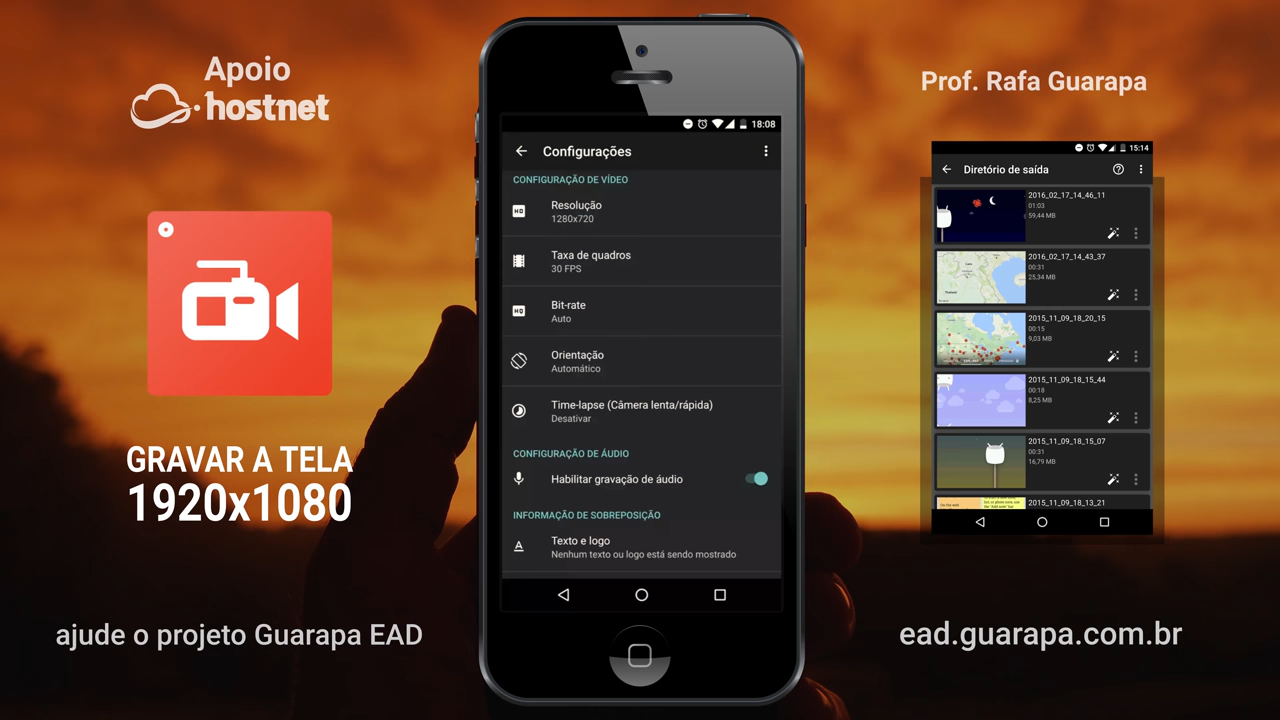 Apoio
hostnet
GRAVAR A TELA
1920x1080
ajude o projeto Guarapa EAD
18:08
Configurações
CONFIGURAÇÃO DE VÍDEO
HD
Resolução
1280x720
Taxa de quadros
30 FPS
HQ
Bit-rate
Auto
Orientação
Automático
Time-lapse (Câmera lenta/rápida)
Desativar
CONFIGURAÇÃO DE ÁUDIO
Habilitar gravação de áudio
INFORMAÇÃO DE SOBREPOSIÇÃO
A
Texto e logo
Nenhum texto ou logo está sendo mostrado
Prof. Rafa Guarapa
15:14
Diretório de saída
2016_02_17_14_46_11
01:03
59,44 MB
2016_02_17_14_43_37
00:31
25,34 MB
2015_11_09_18_20_15
00:15
9,03 MB
2015_11_09_18_15_44
00:18
8,25 MB
2015_11_09_18_15_07
00:31
16,79 MB
2015_11_09_18_13_21
ead.guarapa.com.br